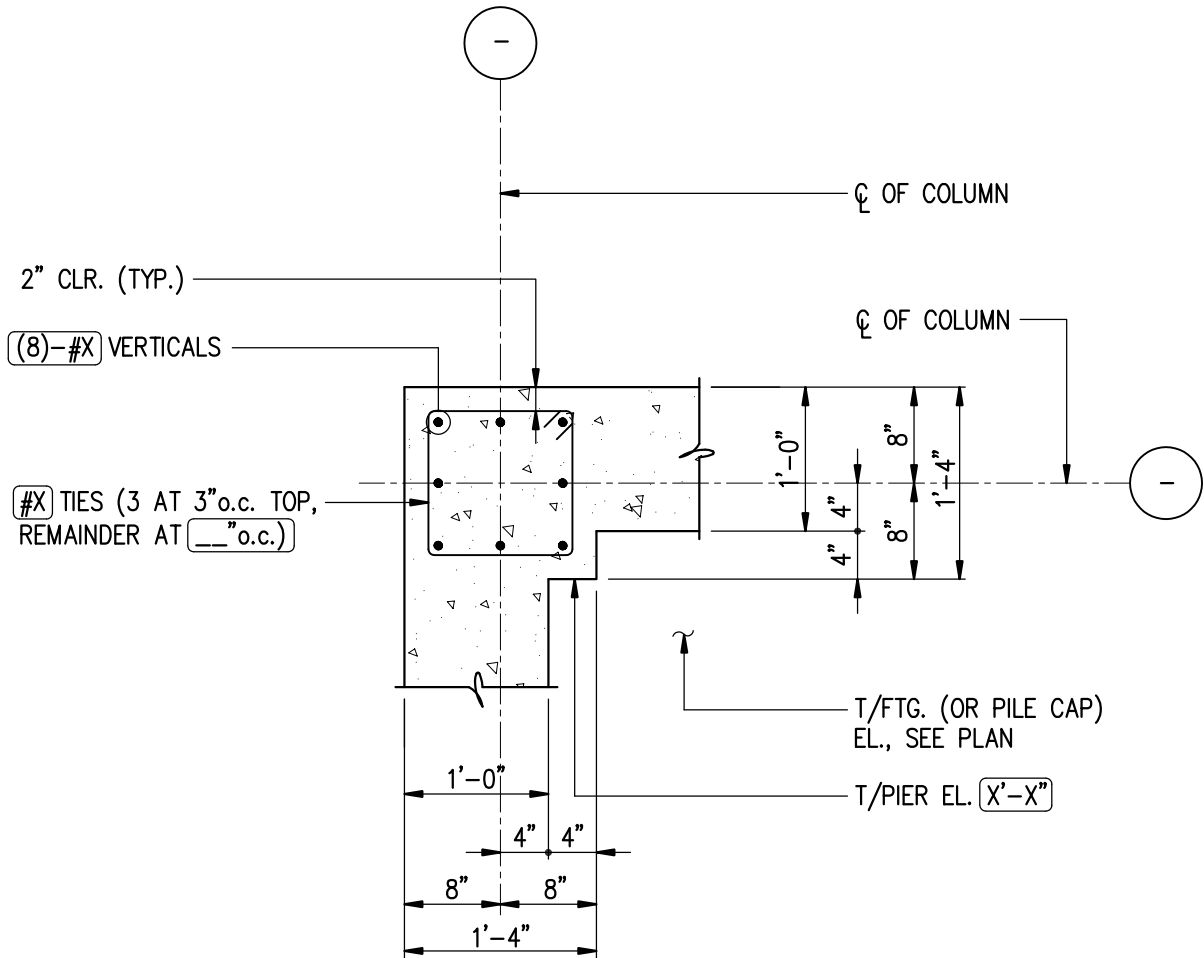 -
℄ OF COLUMN
2" CLR. (TYP.)
℄ OF COLUMN
(8)-#X VERTICALS
8"
1'-0"
1'-4"
-
#X TIES (3 AT 3"o.c. TOP,
REMAINDER AT __"o.c.)
4"
8"
4"
T/FTG. (OR PILE CAP)
EL., SEE PLAN
1'-0"
T/PIER EL. X'-X"
4" 4"
8" 8"
1'-4"